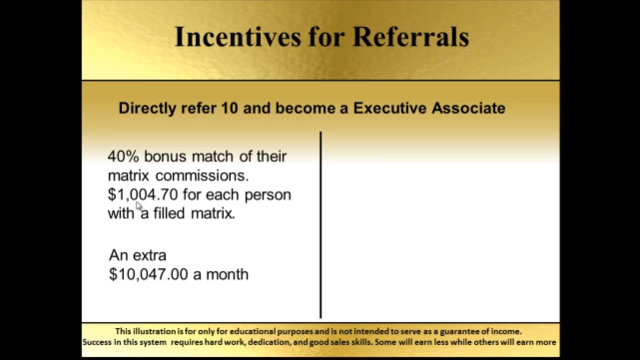 Incentives for Referrals
Directly refer 10 and become a Executive Associate
40% bonus match of their
matrix commissions.
$1,004.70 for each person
with a filled matrix.
An extra
$10,047.00 a month
This illustration is for only for educational purposes and is not intended to serve as a guarantee of income.
Success in this system requires hard work, dedication, and good sales skills. Some will earn less while others will earn more